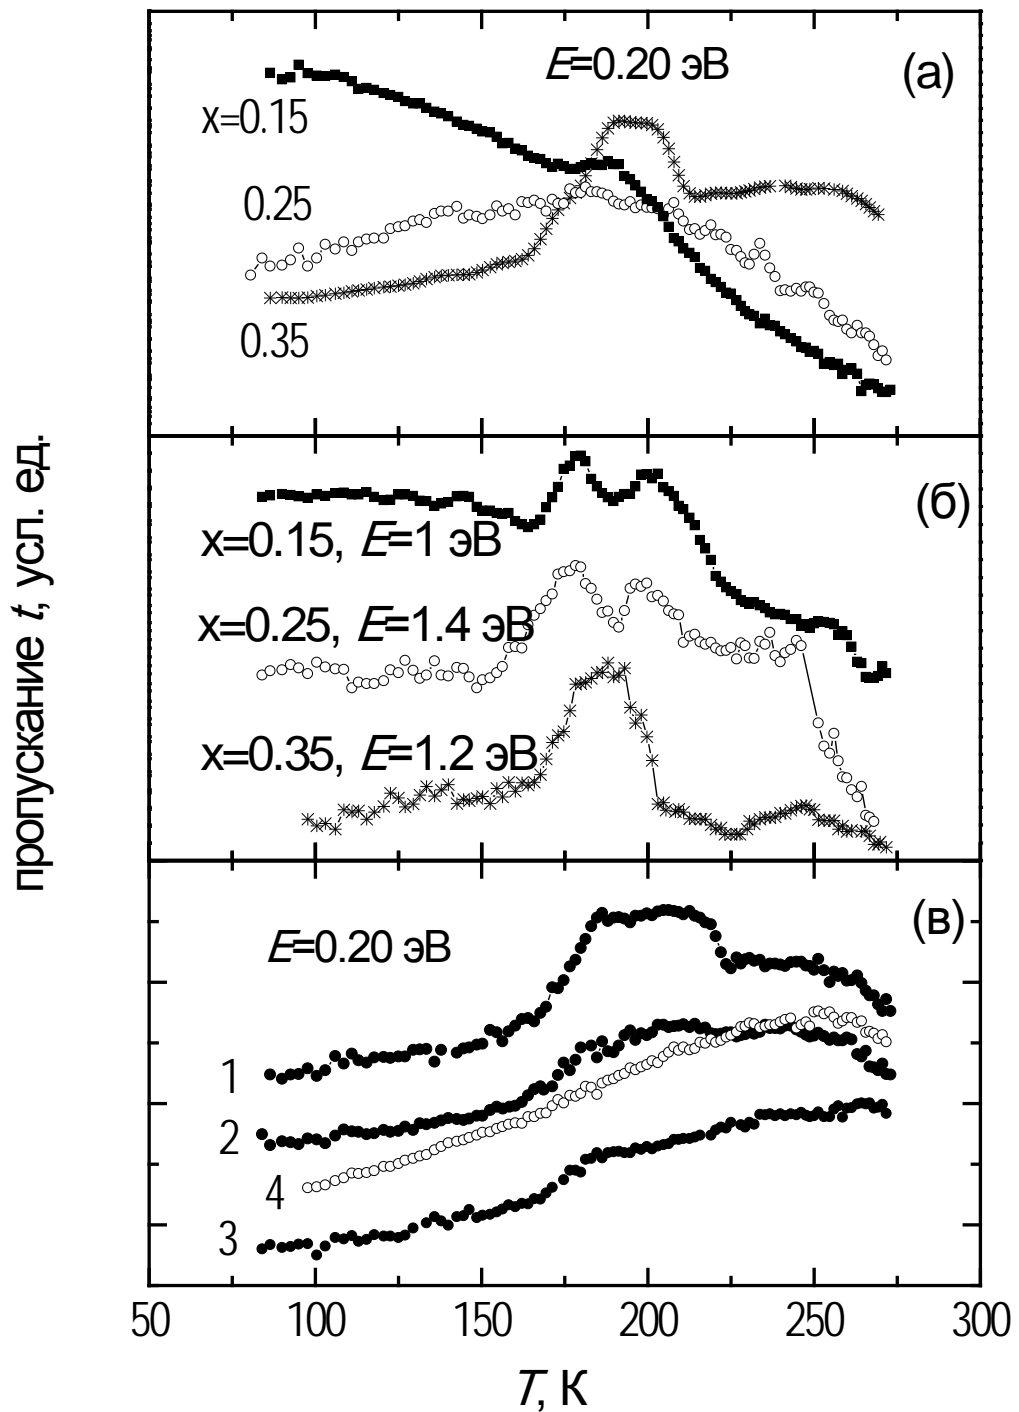 E=0.20 эВ
(а)
x=0.15
0.25
0.35
(б)
x=0.15, E=1 эВ
x=0.25, E=1.4 эВ
x=0.35, E=1.2 эВ
пропускание t, усл. ед.
(в)
E=0.20 эВ
1
2
4
3
50 100 150 200 250 300
T, К